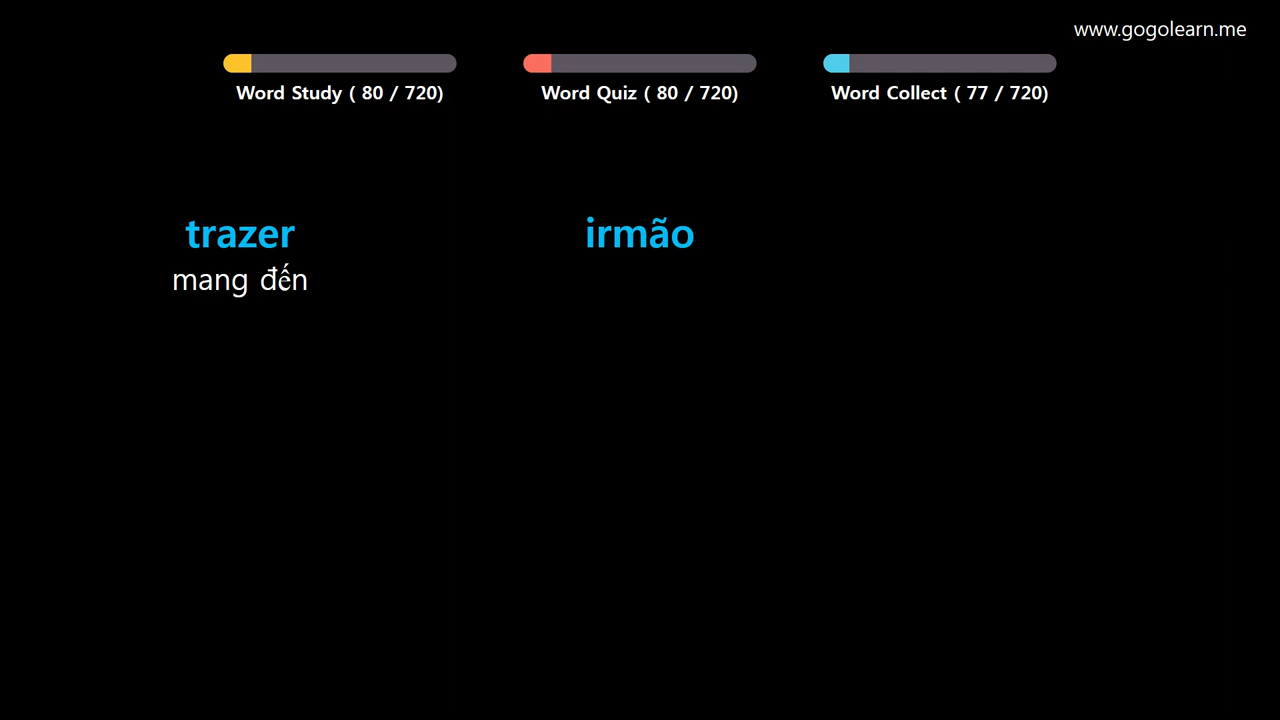 www.gogolearn.me
Word Study ( 80 / 720)
Word Quiz ( 80 / 720)
Word Collect ( 77 / 720)
trazer
mang đến
irmão